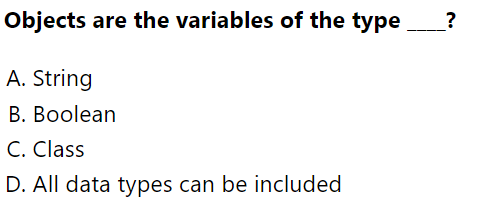 Objects are the variables of the type ____?
A. String
B. Boolean
C. Class
D. All data types can be included